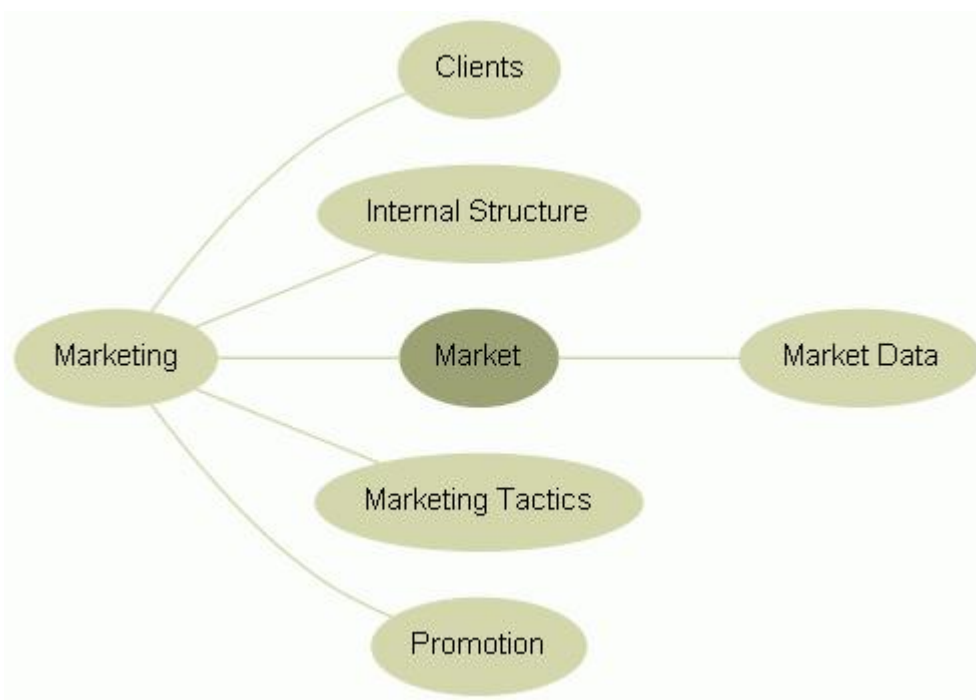 Clients
Internal Structure
Marketing
Market
Market Data
Marketing Tactics
Promotion